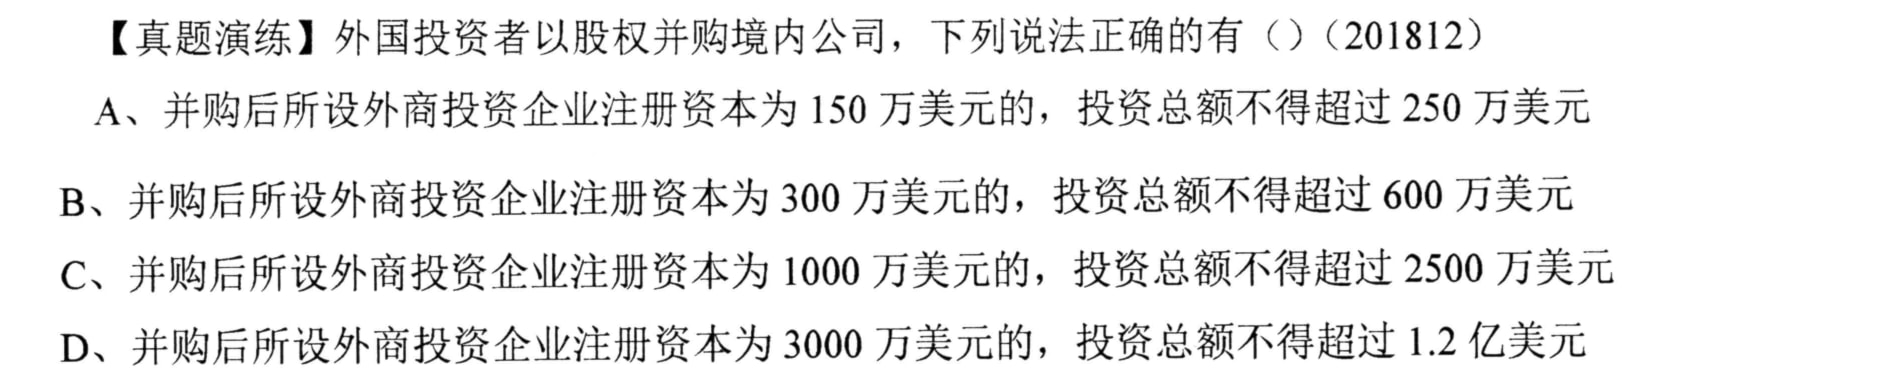 【真题演练】外国投资者以股权并购境内公司，下列说法正确的有（）（201812）
A、并购后所设外商投资企业注册资本为 150 万美元的，投资总额不得超过 250 万美元
B、并购后所设外商投资企业注册资本为 300 万美元的，投资总额不得超过 600 万美元
C、并购后所设外商投资企业注册资本为 1000 万美元的，投资总额不得超过 2500 万美元
D、并购后所设外商投资企业注册资本为 3000 万美元的，投资总额不得超过 1.2 亿美元